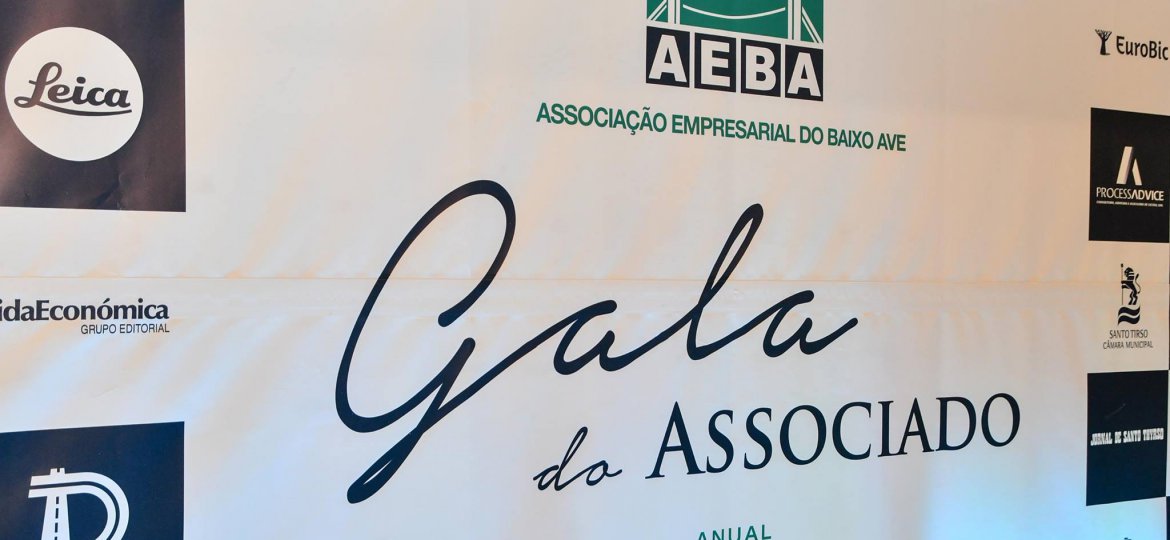 Leica
AEBA
ASSOCIAÇÃO EMPRESARIAL DO BAIXO AVE
EuroBic
PROCESSADVICE
Gala
do ASSOCIADO
ANUAL
idaEconómica
GRUPO EDITORIAL
SANTO TIRSO
CÂMARA MUNICIPAL
JORNAL DE SANTO THYRSO